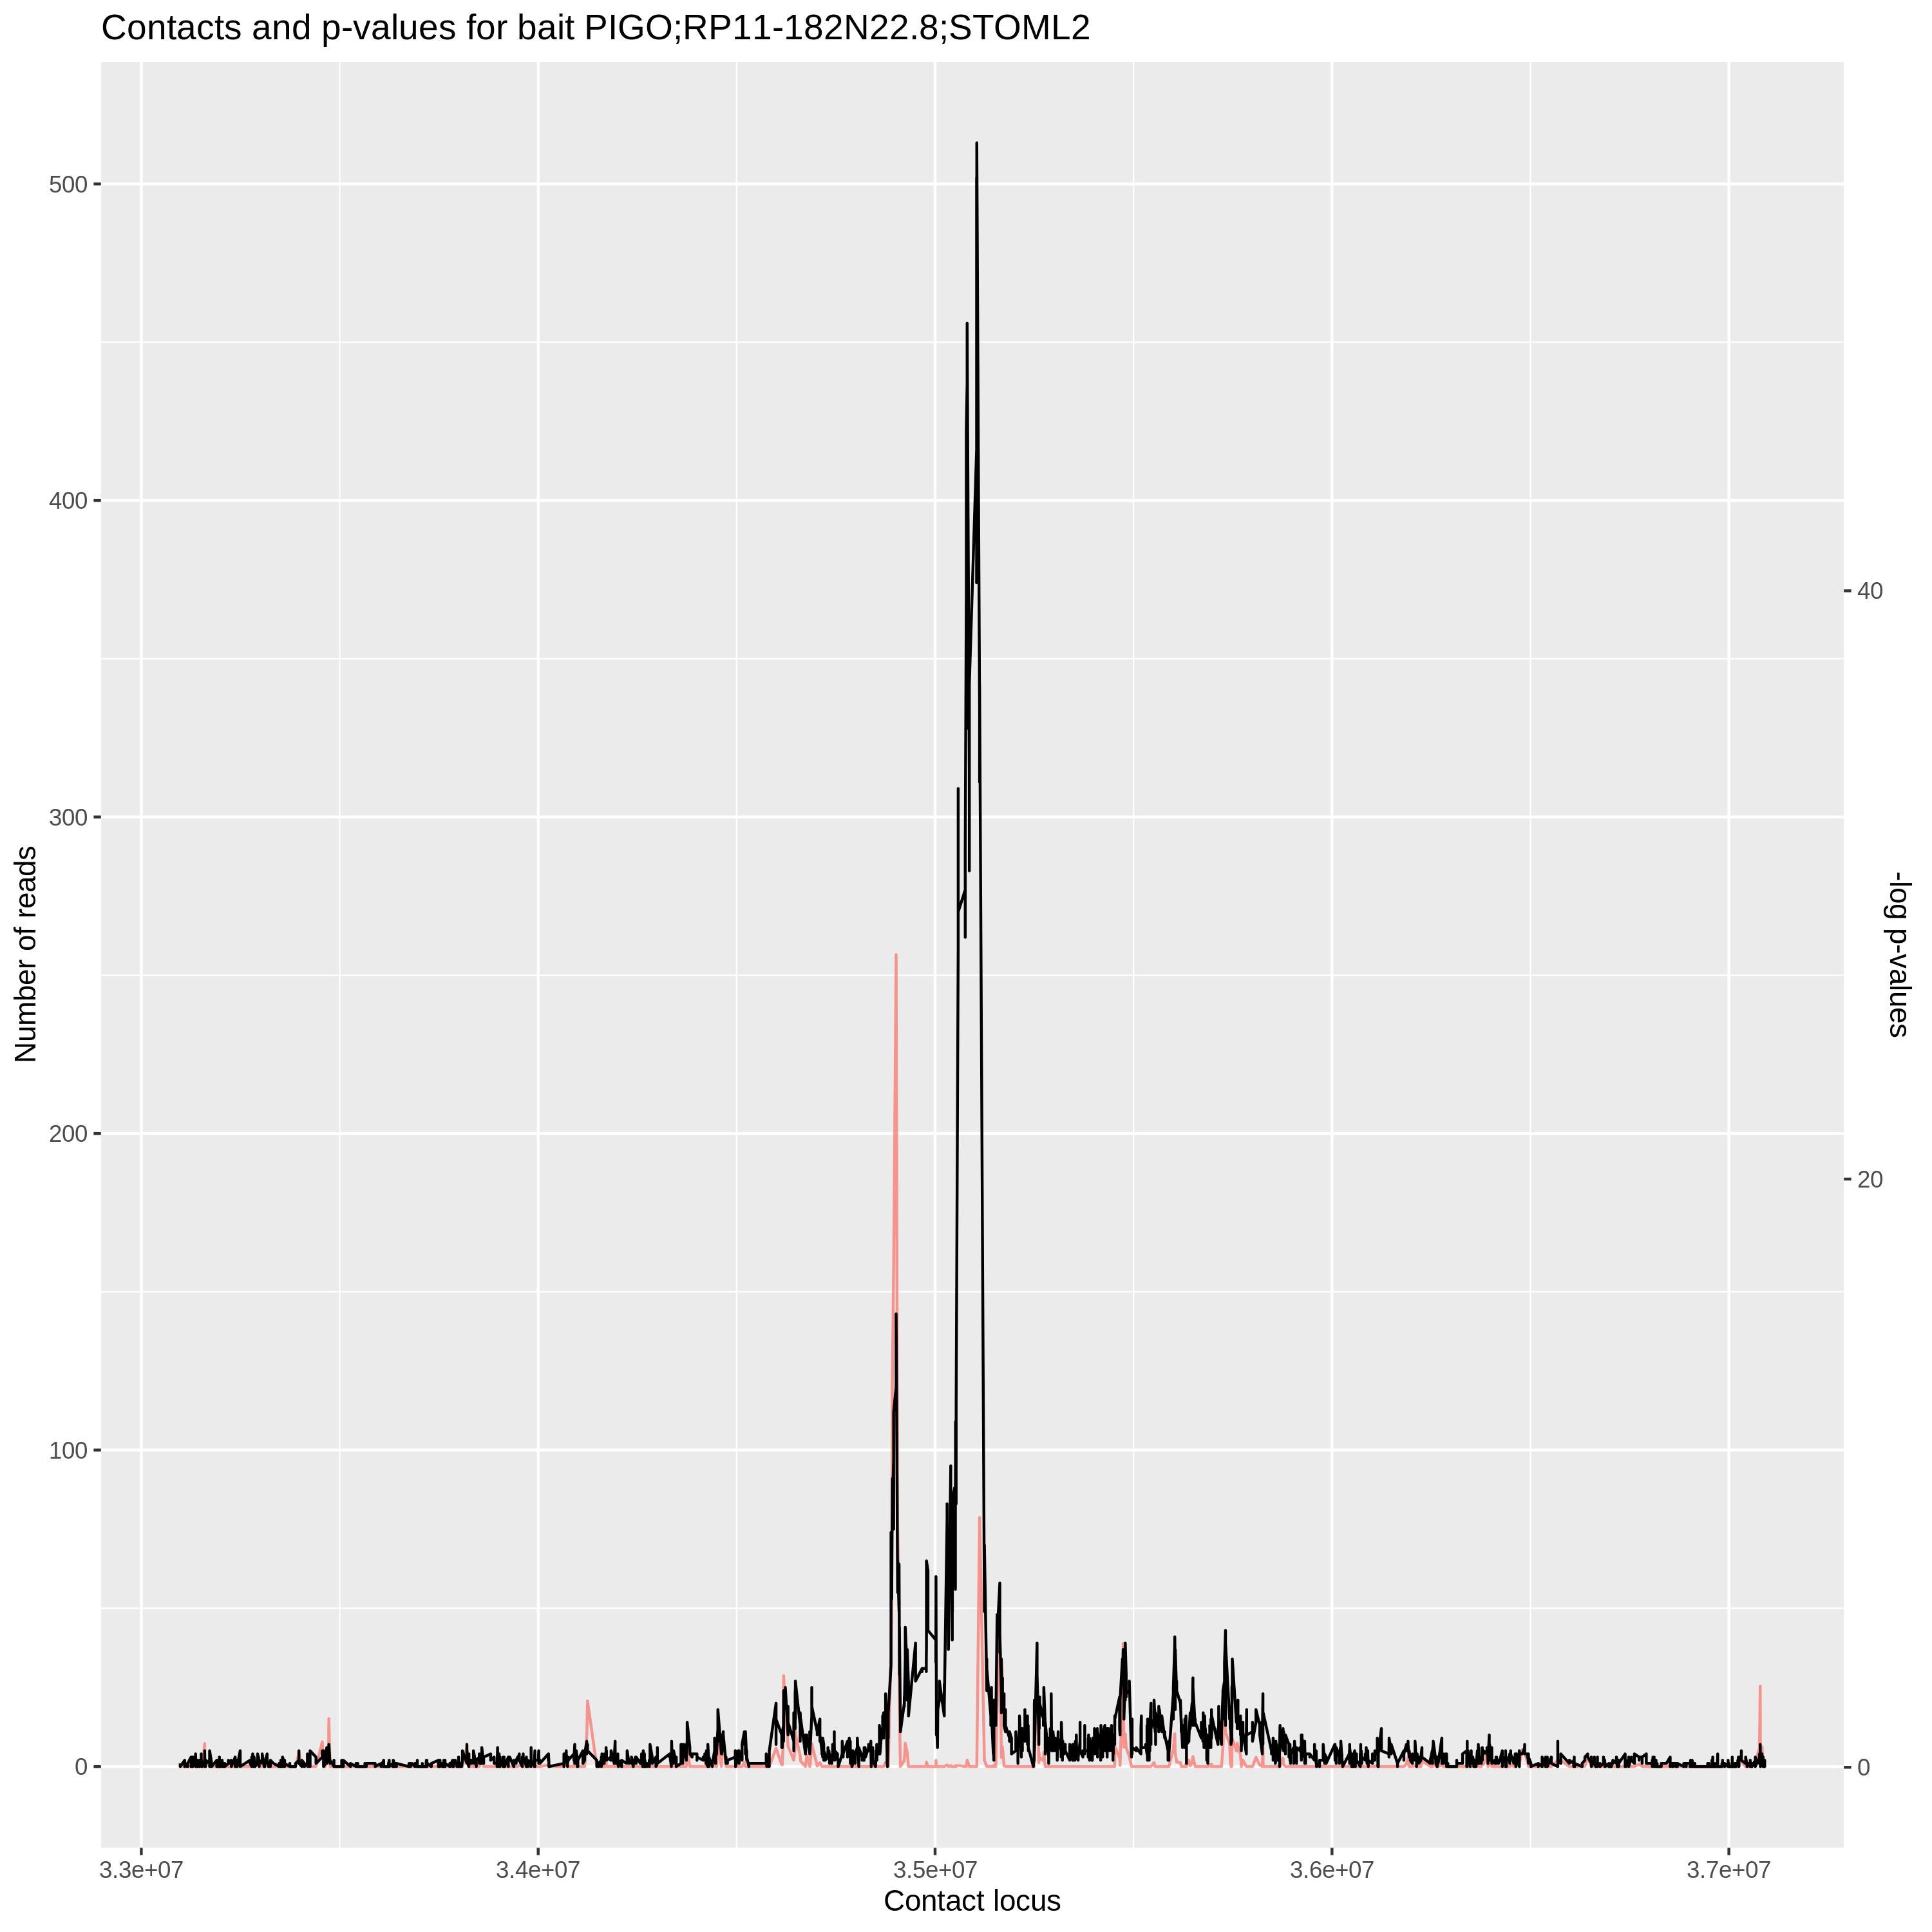 Contacts and p-values for bait PIGO;RP11-182N22.8;STOML2
500
400
300
200
100
0
Number of reads
40
20
0
-log p-values
3.3e+07
3.4e+07
3.5e+07
3.6e+07
3.7e+07
Contact locus